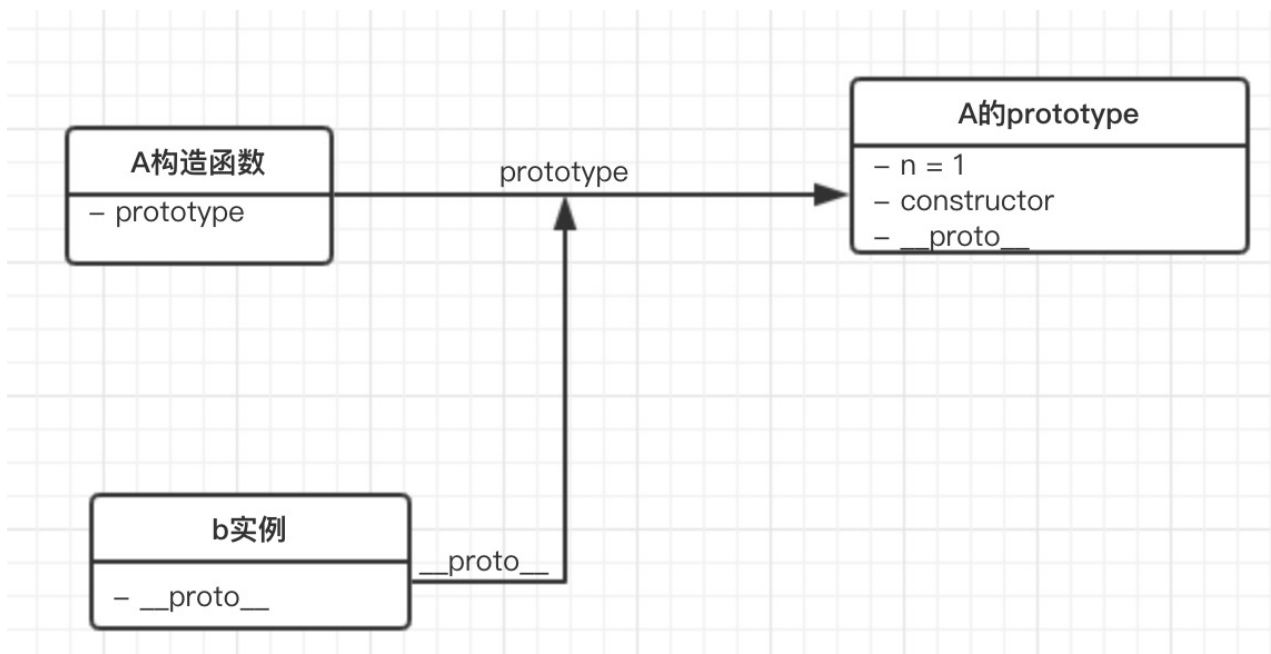 A构造函数
– prototype
prototype
A的prototype
– n = 1
– constructor
– __proto__
b实例
– __proto__
__proto__